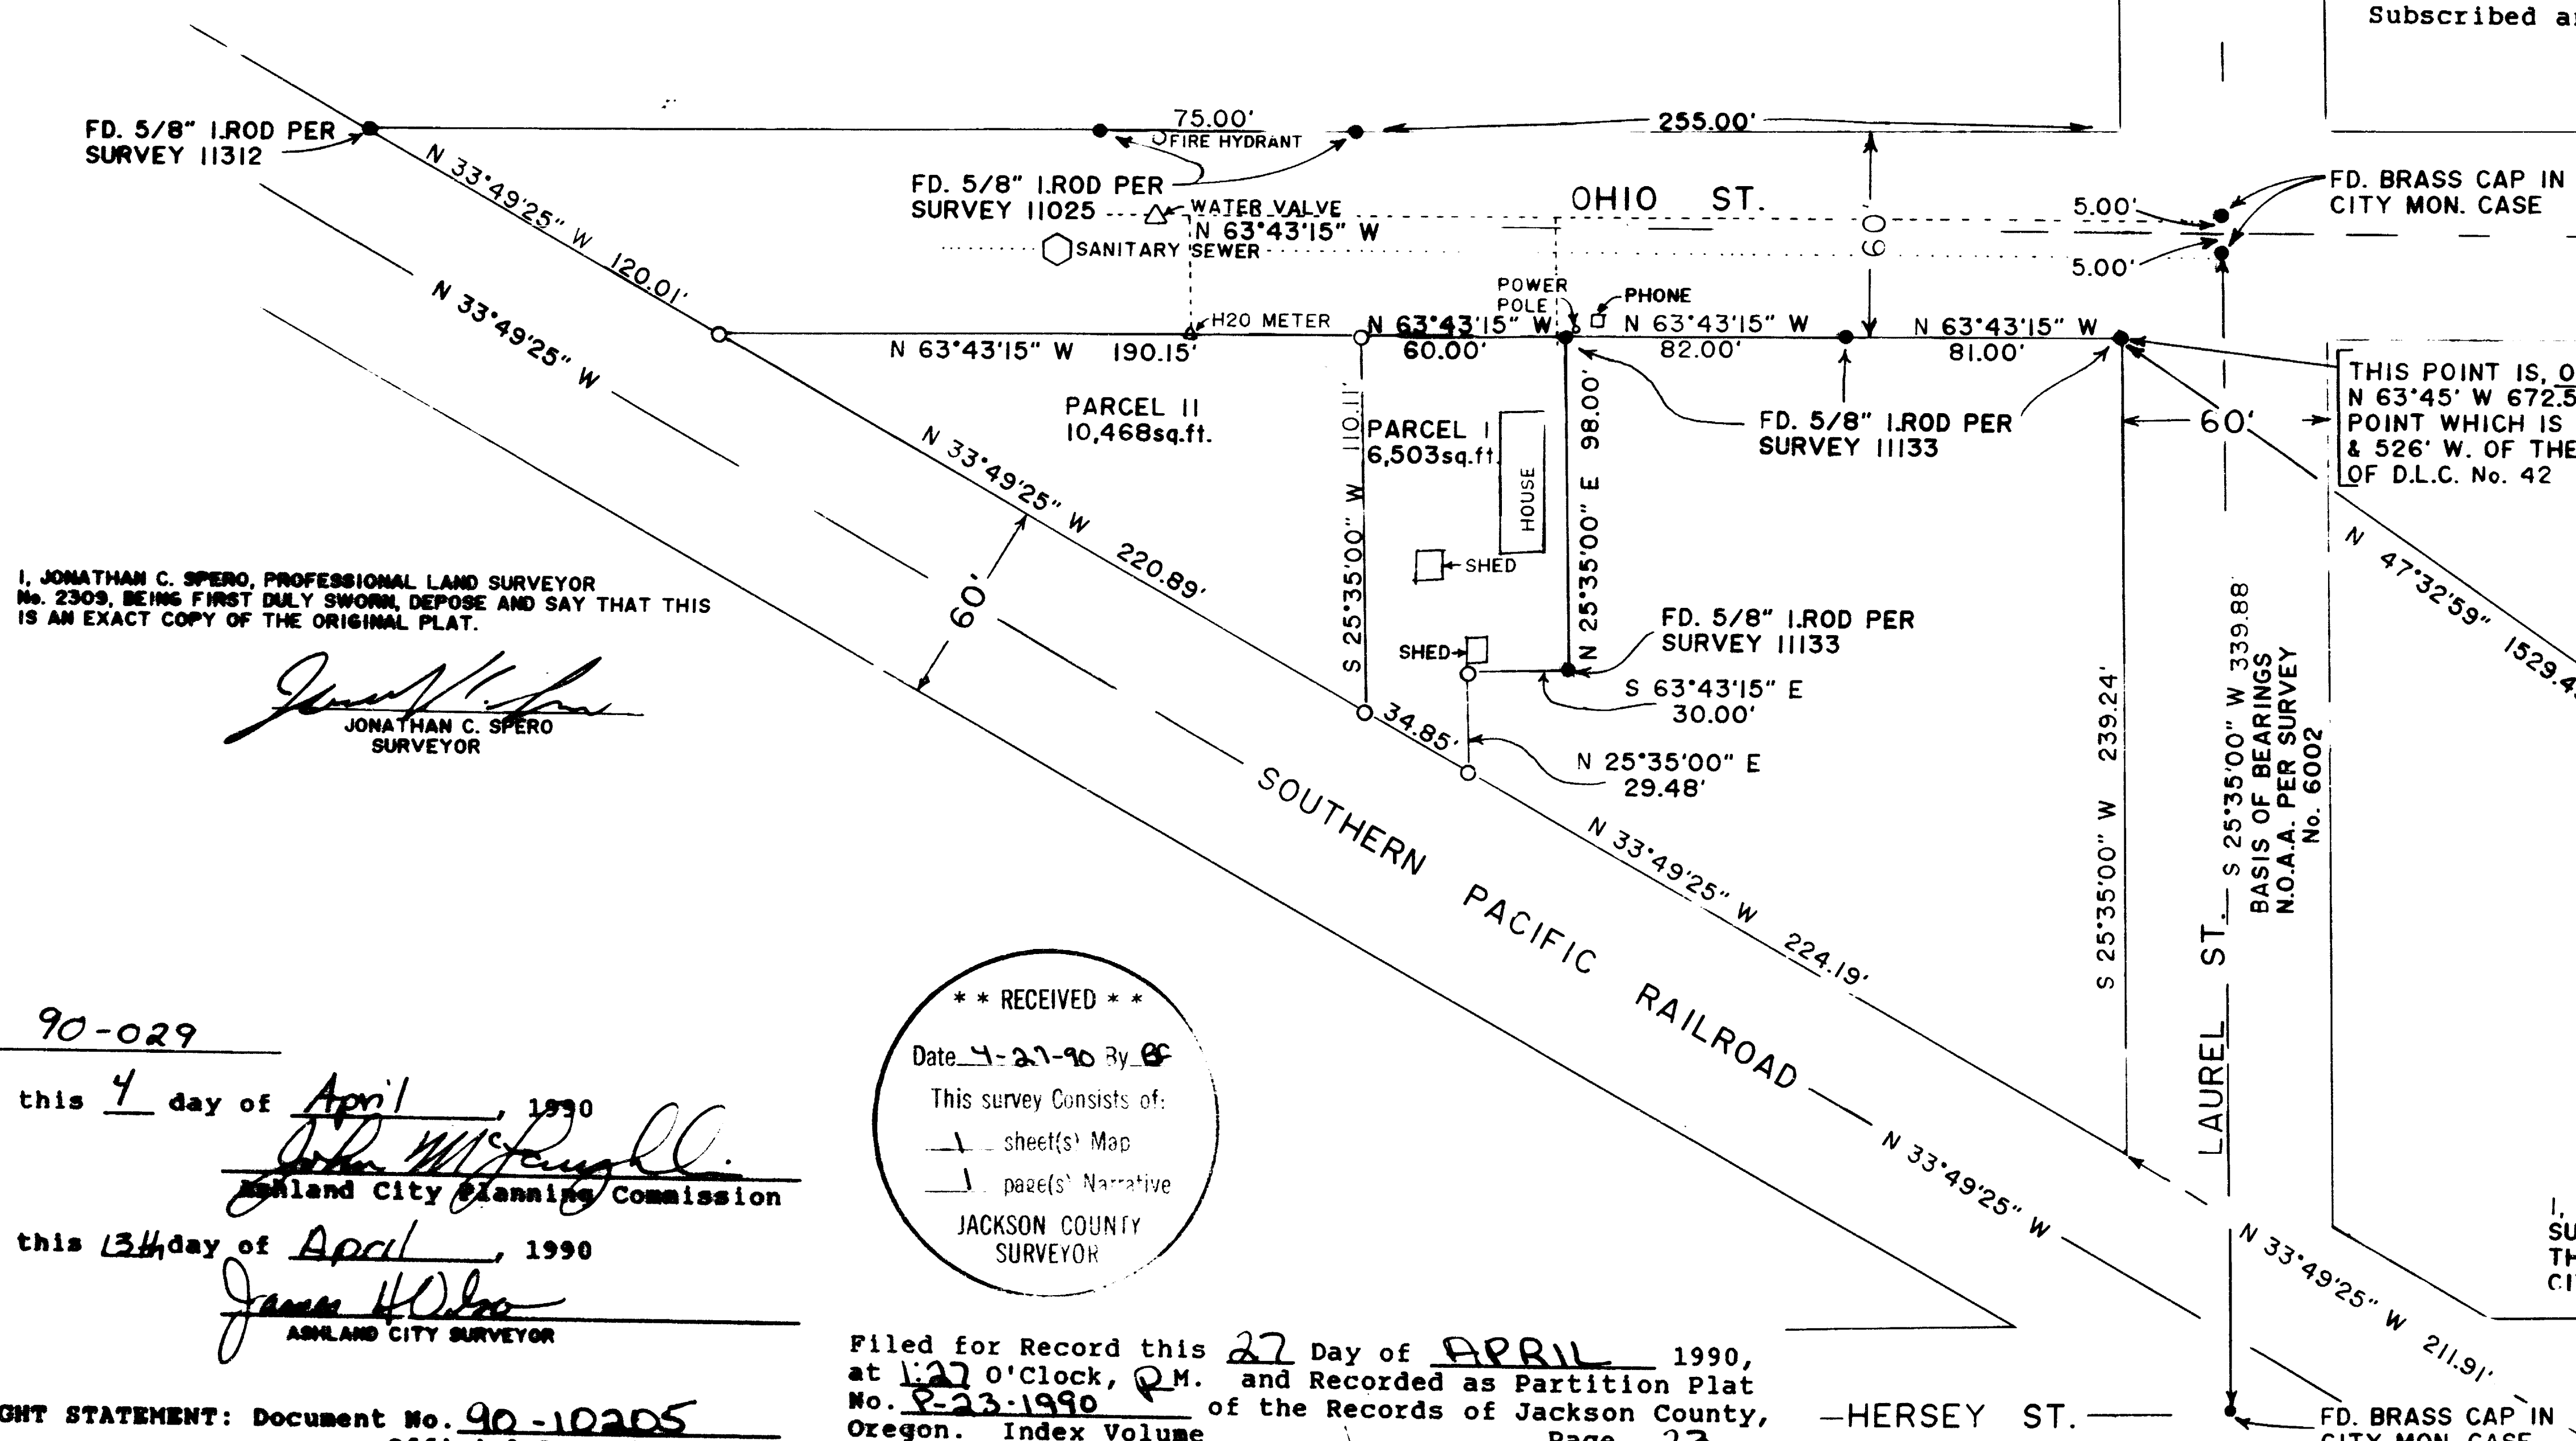 Subscribed
FD. 5/8" I.ROD PER
SURVEY 11312
75.00'
FIRE HYDRANT
255.00'
FD. 5/8" I.ROD PER
SURVEY 11025
WATER VALVE
N 63°43'15" W
SANITARY SEWER
OHIO ST.
60'
5.00'
5.00'
FD. BRASS CAP IN
CITY MON. CASE
N 33°49'25" W 120.01'
N 33°49'25" W
H20 METER
POWER
POLE
PHONE
N 63°43'15" W 190.15'
N 63°43'15" W
60.00'
N 63°43'15" W
82.00'
N 63°43'15" W
81.00'
PARCEL II
10,468sq.ft.
PARCEL I
6,503sq.ft.
HOUSE
SHED
SHED
S 25°35'00" W 110.11'
N 25°35'00" E 98.00'
FD. 5/8" I.ROD PER
SURVEY 11133
60'
THIS POINT IS,
N 63°45' W
POINT WHICH IS
& 526' W. OF THE
OF D.L.C. No. 42
N 47°32'59" W
N 33°49'25" W 220.89'
60'
FD. 5/8" I.ROD PER
SURVEY 11133
S 63°43'15" E
30.00'
N 25°35'00" E
29.48'
34.85'
I, JONATHAN C. SPERO, PROFESSIONAL LAND SURVEYOR
No. 2309, BEING FIRST DULY SWORN, DEPOSE AND SAY THAT THIS
IS AN EXACT COPY OF THE ORIGINAL PLAT.
JONATHAN C. SPERO
SURVEYOR
SOUTHERN PACIFIC RAILROAD
N 33°49'25" W 224.19'
S 25°35'00" W 239.24'
S 25°35'00" W 339.88'
BASIS OF BEARINGS
N.O.A.A. PER SURVEY
No. 6002
LAUREL ST.
N 33°49'25" W
N 33°49'25" W 211.91'
90-029
this 4 day of April, 1990
Ashland City Planning Commission
this 13th day of April, 1990
ASHLAND CITY SURVEYOR
* * RECEIVED * *
Date 4-27-90 By
This survey Consists of:
1 sheet(s) Map
1 page(s) Narrative
JACKSON COUNTY
SURVEYOR
STATEMENT: Document No. 90-10205
Filed for Record this 27 Day of APRIL 1990,
at 1:27 O'Clock, P M. and Recorded as Partition Plat
No. P-23-1990 of the Records of Jackson County,
Oregon. Index Volume Page 23
HERSEY ST.
FD. BRASS CAP IN
CITY MON. CASE